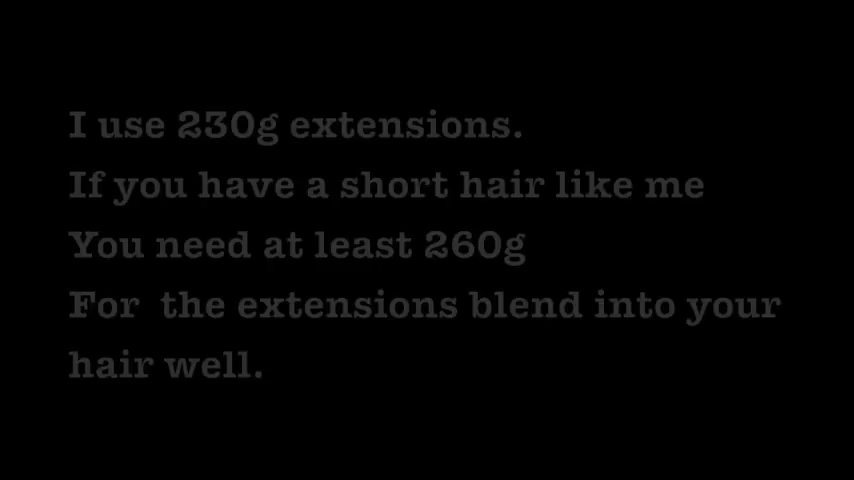 I use 230g extensions.
If you have a short hair like me
You need at least 260g
For  the extensions blend into your
hair well.